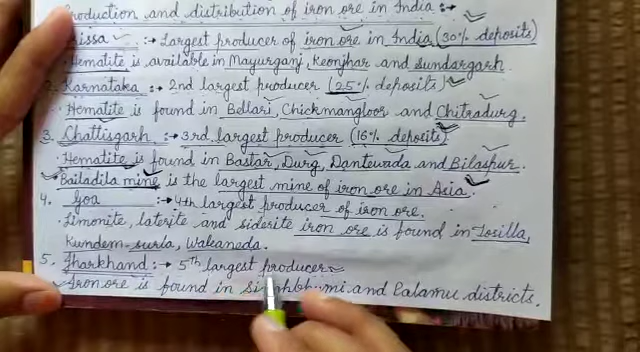 Production and distribution of iron ore in India :→
Orissa :→ Largest producer of iron ore in India (30% deposits)
· Hematite is available in Mayurganj, Keonjhar and Sundargarh
2. Karnataka :→ 2nd largest producer (25% deposits)
· Hematite is found in Bellari, Chickmangloor and Chitradurg.
3. Chattisgarh :→ 3rd largest producer (16% deposits)
· Hematite is found in Bastar, Durg, Dantewada and Bilaspur.
Bailadila mine is the largest mine of iron ore in Asia.
4. Goa :→ 4th largest producer of iron ore.
· Limonite, laterite and siderite iron ore is found in
Kundem-surla,
5. Jharkhand :→ 5th largest producer
Iron ore is found in and Palamu districts.